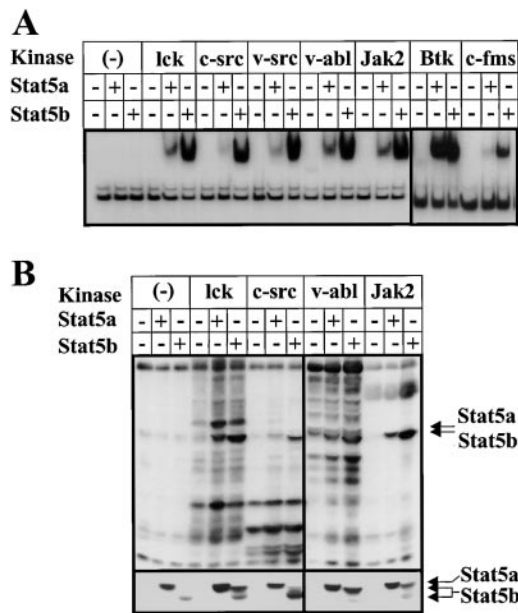 A
Kinase (-) lck c-src v-src v-abl Jak2 Btk c-fms
Stat5a - + - - + - - + - - + - - + - - + - - + - - + -
Stat5b - - + - - + - - + - - + - - + - - + - - + - - +
B
Kinase (-) lck c-src v-abl Jak2
Stat5a - + - - + - - + - - + - - + -
Stat5b - - + - - + - - + - - + - - +
Stat5a
Stat5b
Stat5a
Stat5b